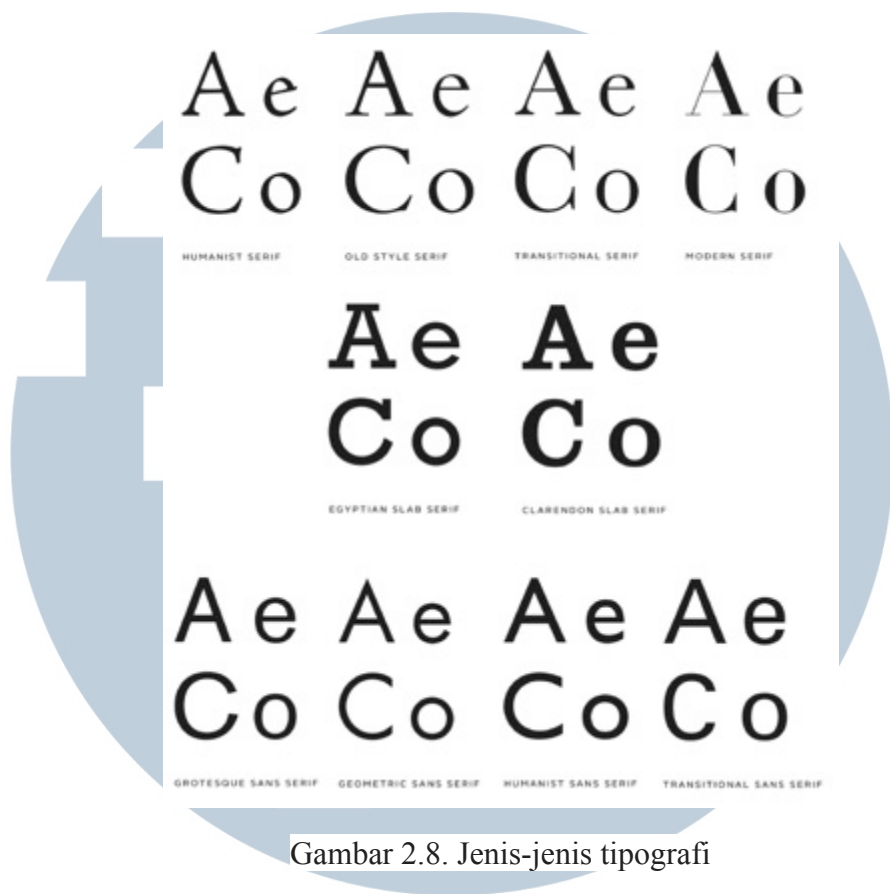 Ae Ae Ae Ae
Co Co Co Co
HUMANIST SERIF OLD STYLE SERIF TRANSITIONAL SERIF MODERN SERIF
Ae Ae
Co Co
EGYPTIAN SLAB SERIF CLARENDON SLAB SERIF
Ae Ae Ae Ae
Co Co Co Co
GROTESQUE SANS SERIF GEOMETRIC SANS SERIF HUMANIST SANS SERIF TRANSITIONAL SANS SERIF
Gambar 2.8. Jenis-jenis tipografi